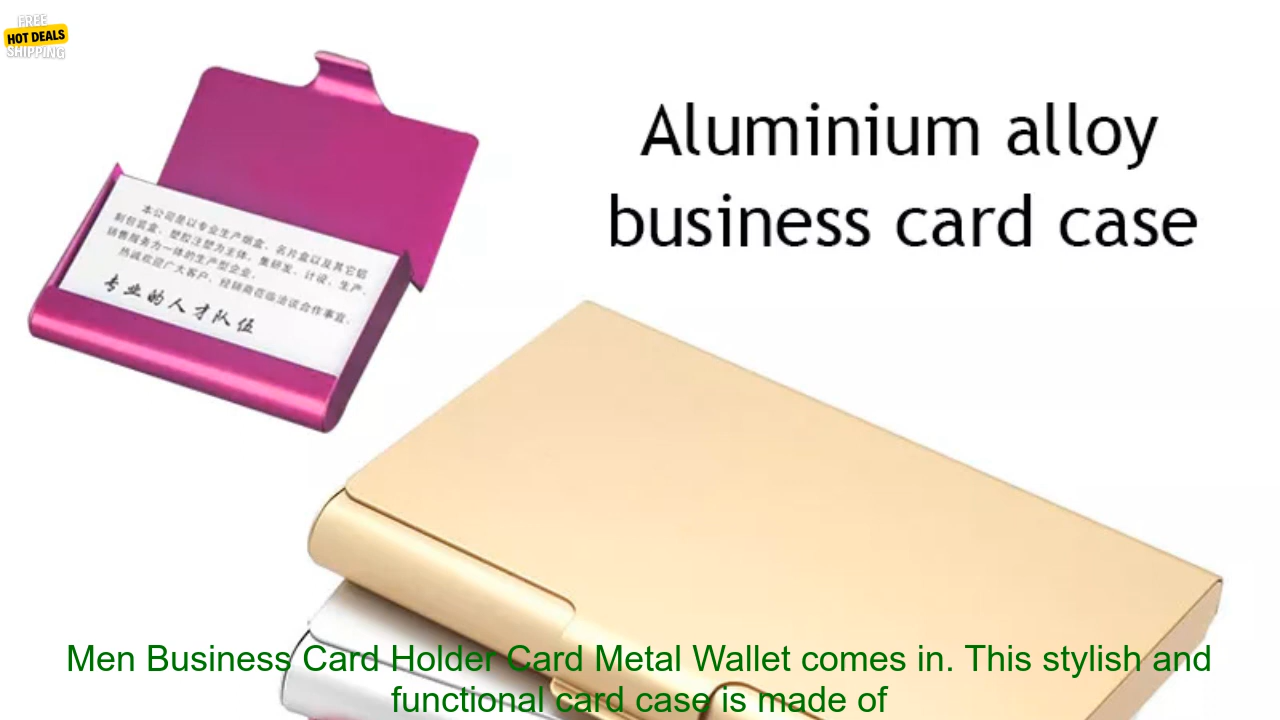 FREE
HOT DEALS
SHIPPING
Aluminium alloy
business card case
本公司是以专业生产烟盒、名片盒以及其它铝
制包装盒、塑胶注塑为主体，集研发、计设、生产、
销售服务为一体的生产型企业。
热诚欢迎广大客户、经销商莅临洽谈合作事宜.
专业的人才队伍
Men Business Card Holder Card Metal Wallet comes in. This stylish and
functional card case is made of